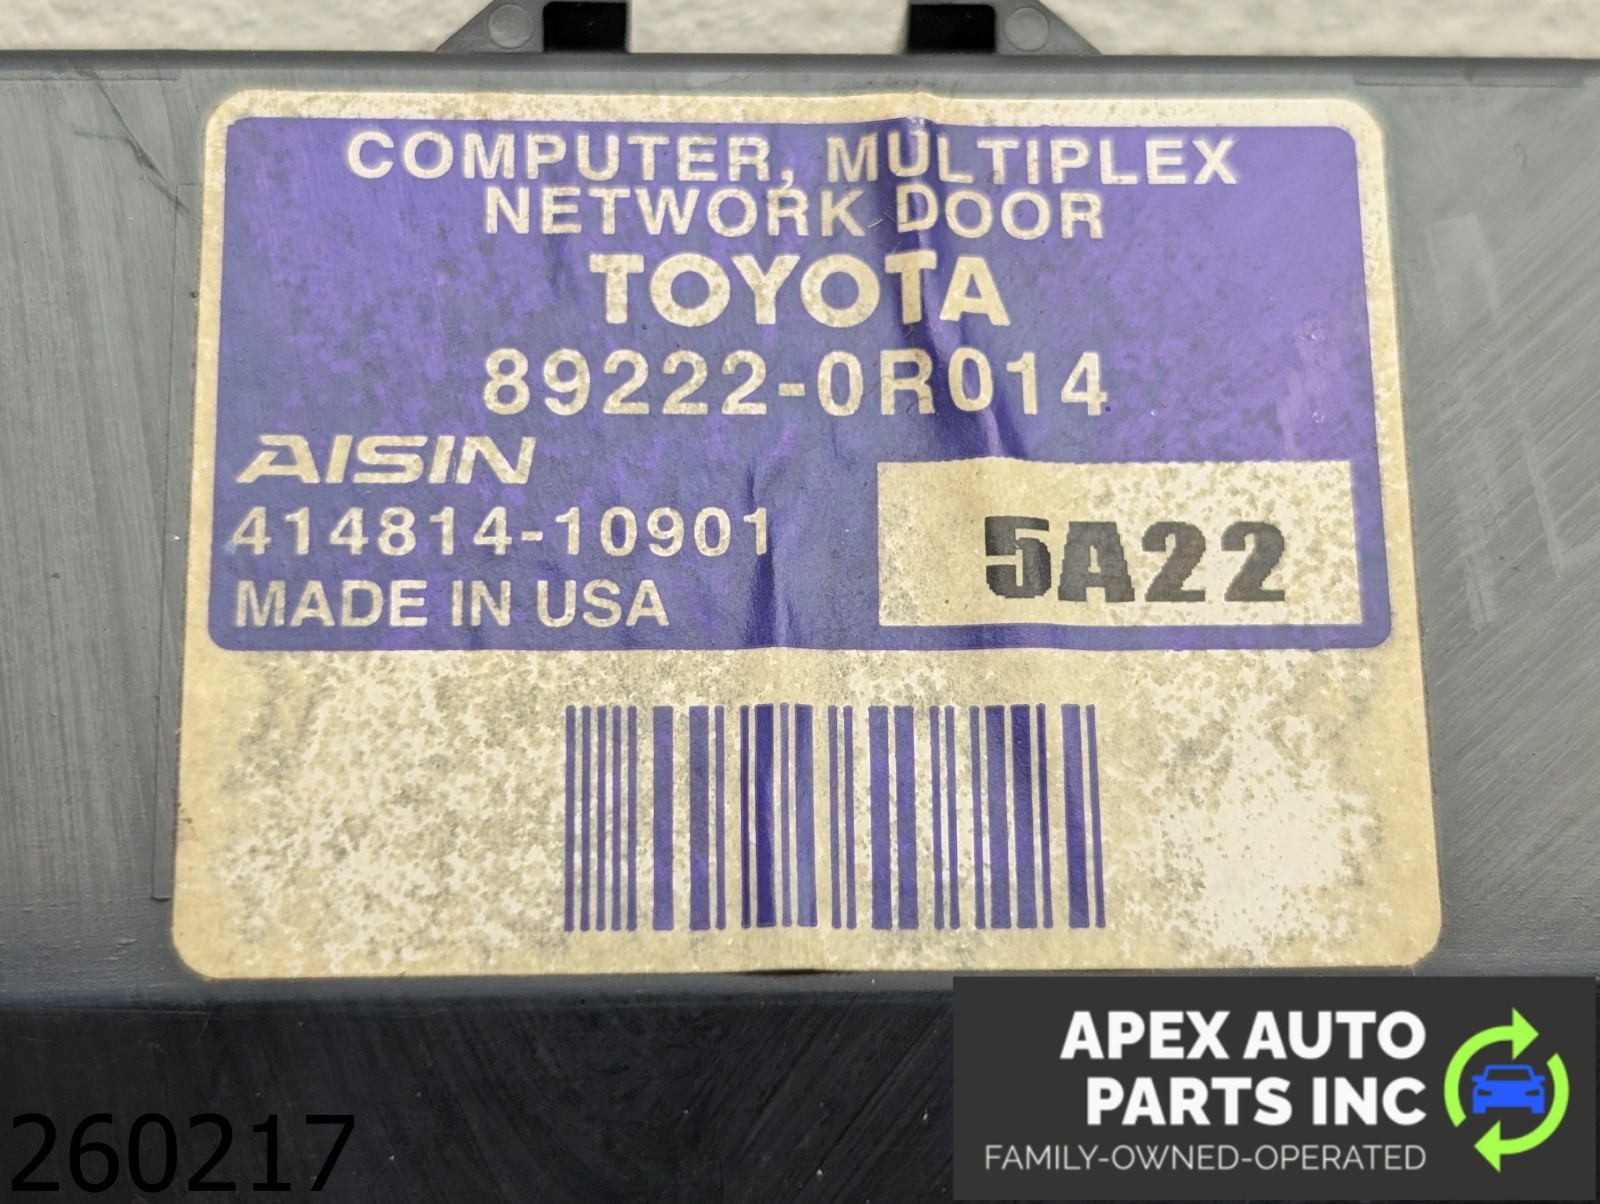 COMPUTER, MULTIPLEX
NETWORK DOOR
TOYOTA
89222-0R014
AISIN
414814-10901
MADE IN USA
5A22
APEX AUTO
PARTS INC
FAMILY-OWNED-OPERATED
260217